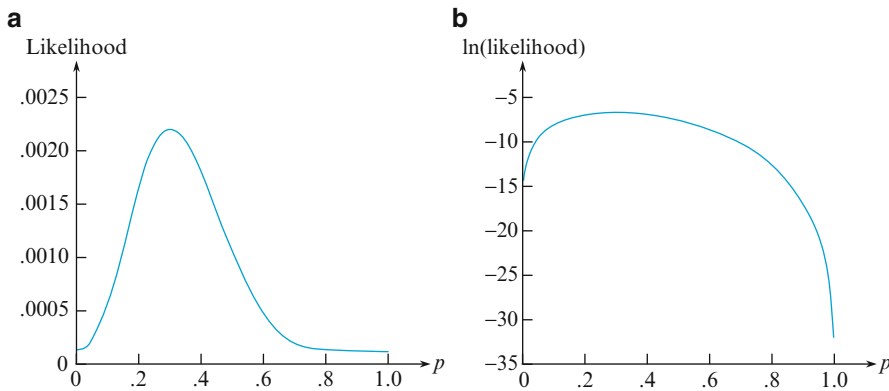 a
Likelihood
.0025
.0020
.0015
.0010
.0005
0
0 .2 .4 .6 .8 1.0 p
b
ln(likelihood)
−5
−10
−15
−20
−25
−30
−35
0 .2 .4 .6 .8 1.0 p